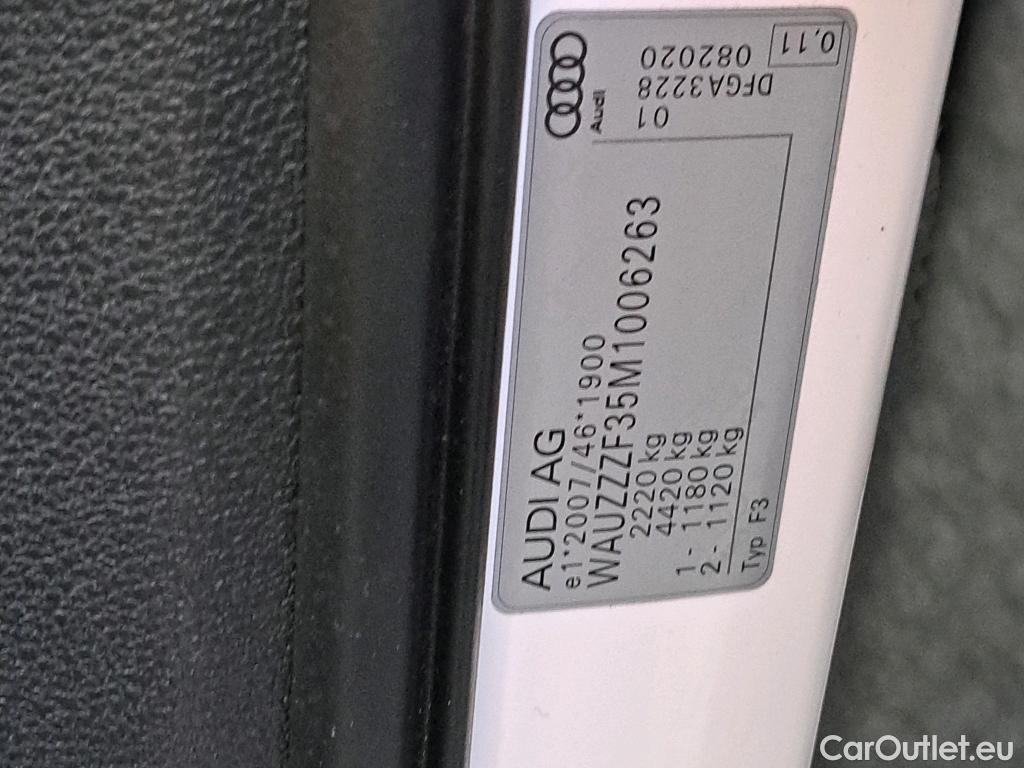 AUDI AG
e1*2007/46*1900
WAUZZZF35M1006263
2220 kg
4420 kg
1- 1180 kg
2- 1120 kg
Typ F3
Audi
01
DFGA3228
082020
0,11
CarOutlet.eu